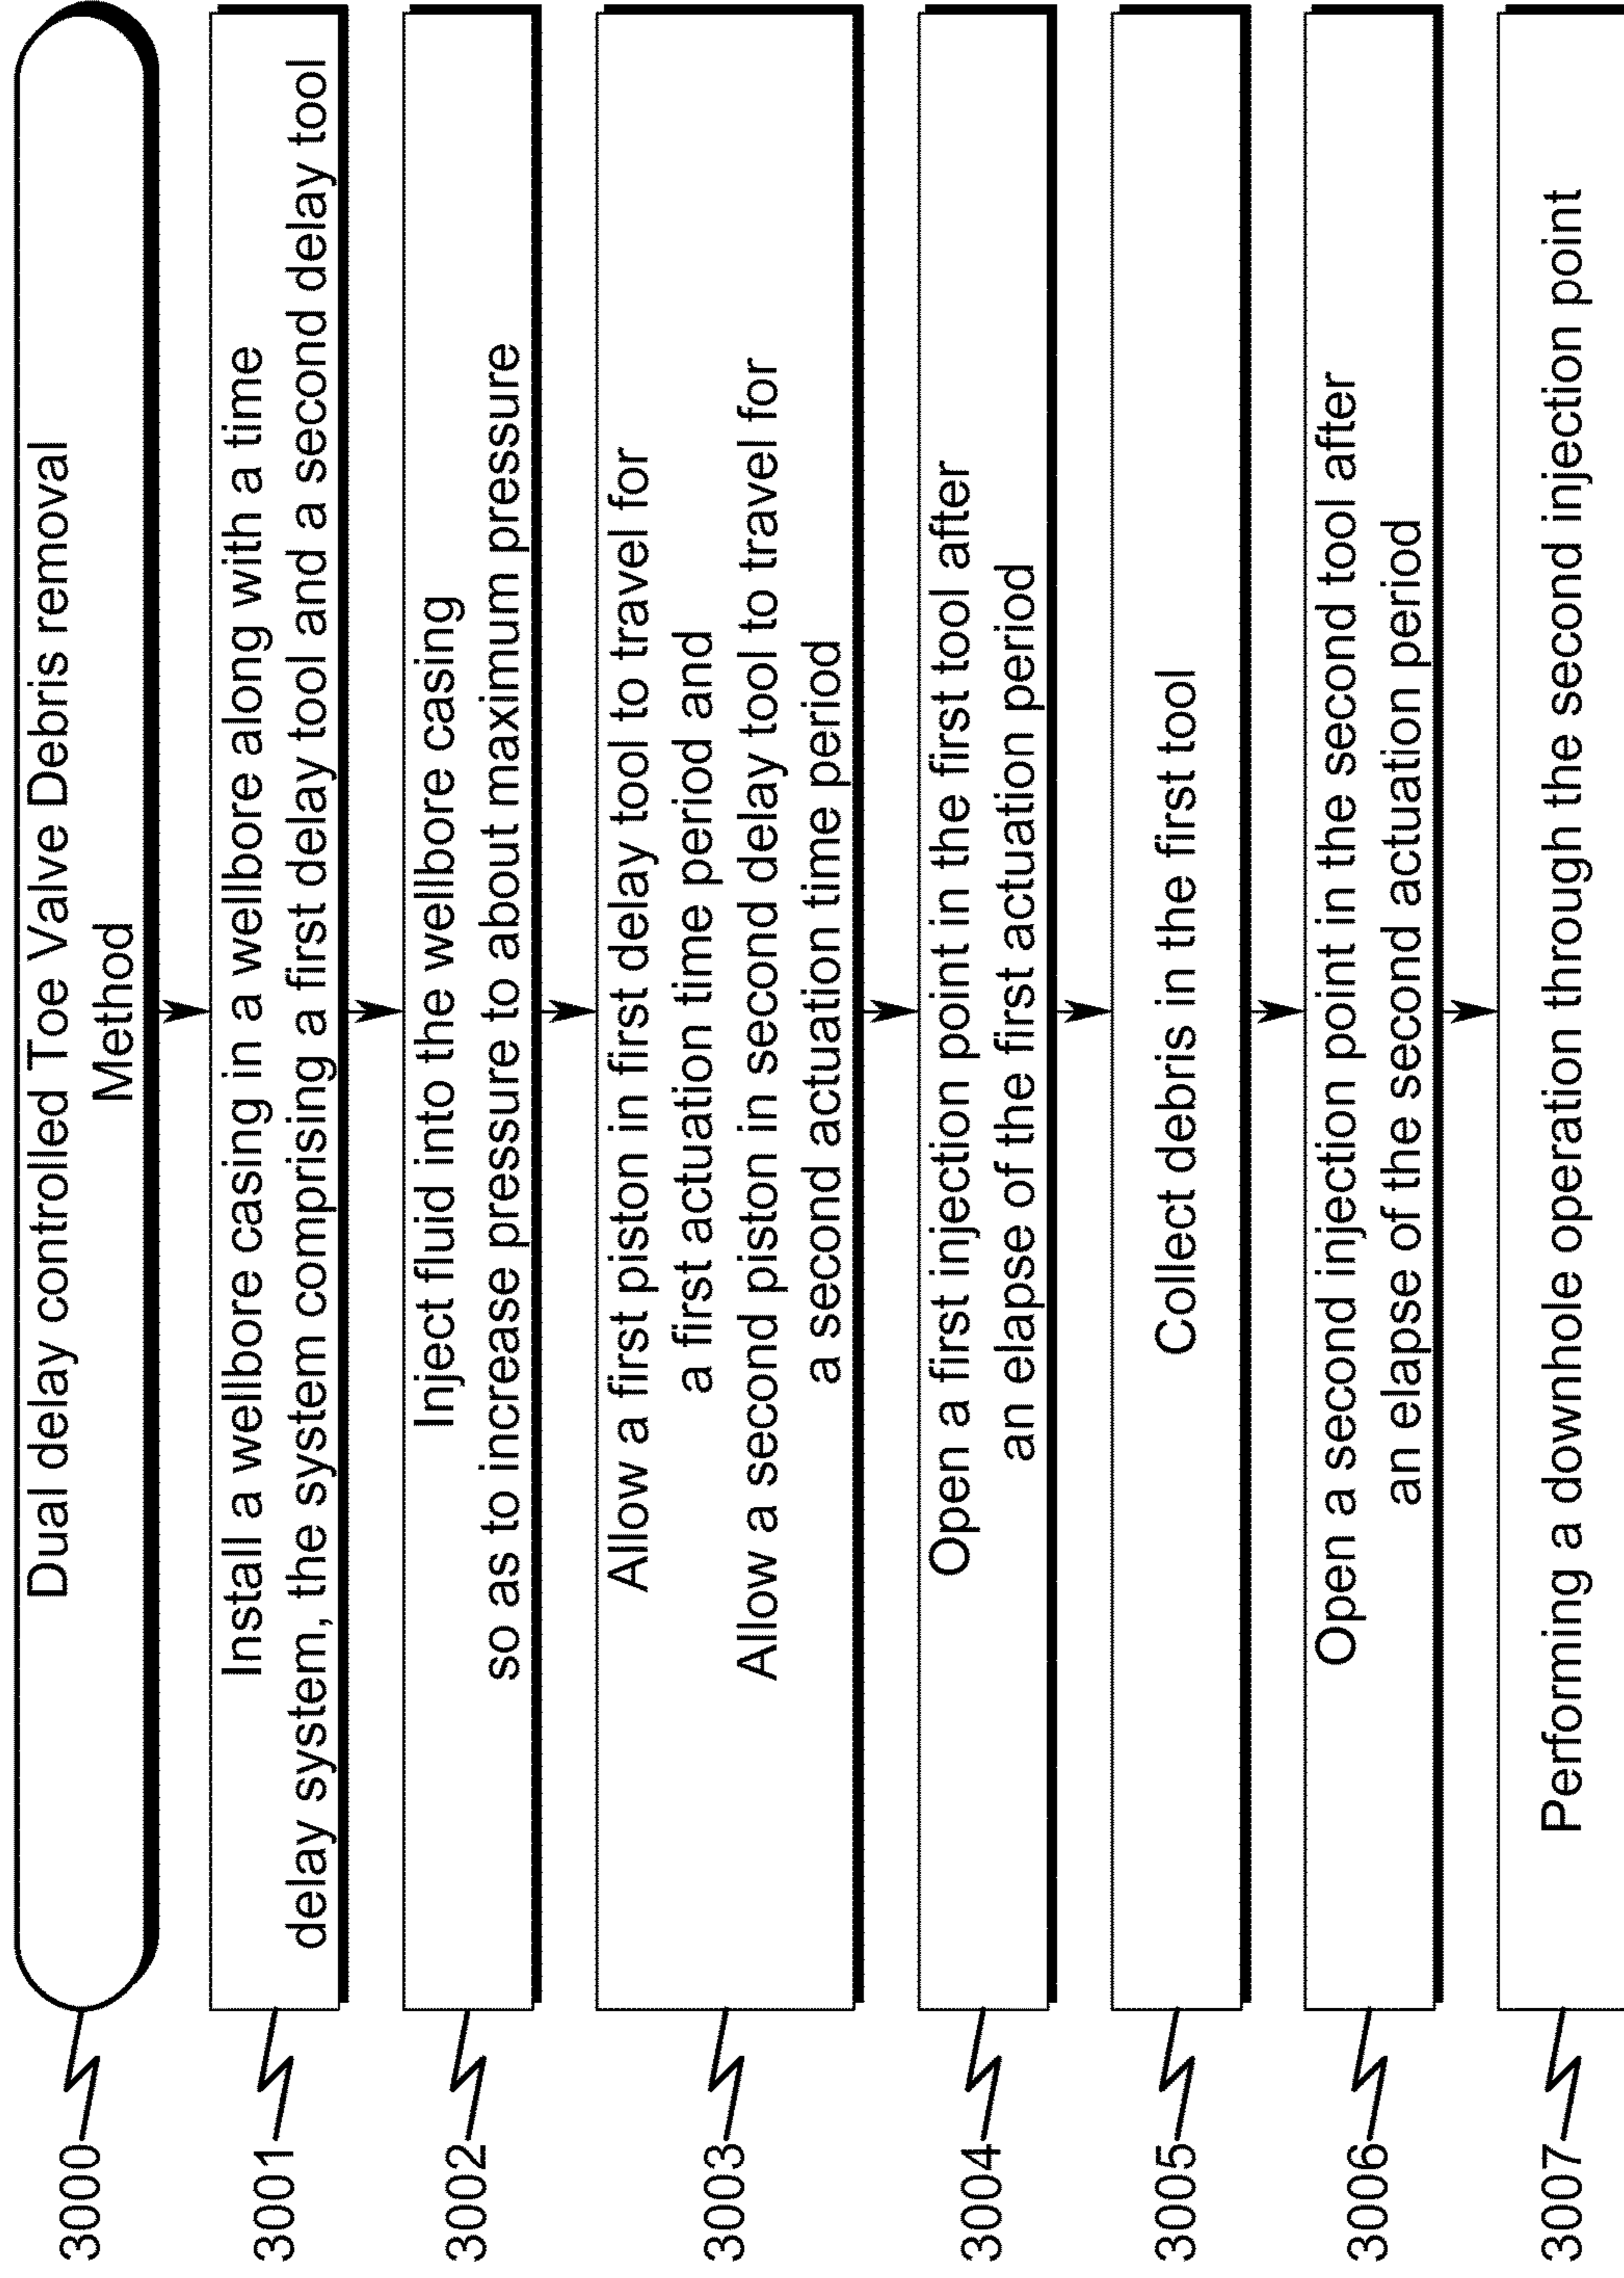 3000
Dual delay controlled Toe Valve Debris removal
Method
3001
Install a wellbore casing in a wellbore along with a time
delay system, the system comprising a first delay tool and a second delay tool
3002
Inject fluid into the wellbore casing
so as to increase pressure to about maximum pressure
3003
Allow a first piston in first delay tool to travel for
a first actuation time period and
Allow a second piston in second delay tool to travel for
a second actuation time period
3004
Open a first injection point in the first tool after
an elapse of the first actuation period
3005
Collect debris in the first tool
3006
Open a second injection point in the second tool after
an elapse of the second actuation period
3007
Performing a downhole operation through the second injection point